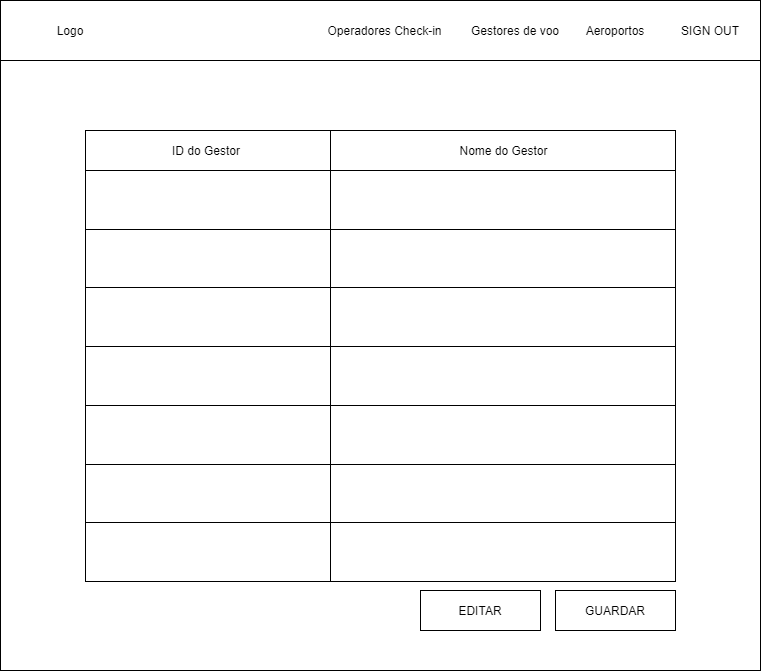 Logo Operadores Check-in Gestores de voo Aeroportos SIGN OUT
ID do Gestor Nome do Gestor
EDITAR GUARDAR